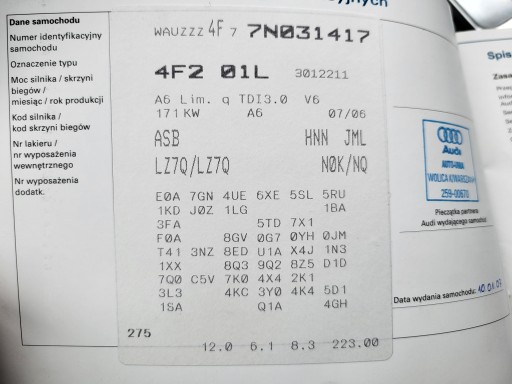 Dane samochodu
Numer identyfikacyjny
samochodu
Oznaczenie typu
Moc silnika / skrzyni
biegów /
miesiąc / rok produkcji
Kod silnika /
kod skrzyni biegów
Nr lakieru /
nr wyposażenia
wewnętrznego
Nr wyposażenia
dodatk.
WAUZZZ 4F 7 7N031417
4F2 01L 3012211
A6 Lim. q TDI3.0 V6
171KW A6 07/06
ASB HNN JML
LZ7Q/LZ7Q N0K/NQ
E0A 7GN 4UE 6XE 5SL 5RU
1KD J0Z 1LG 1BA
3FA 5TD 7X1
F0A 8GV 0G7 0YH 0JM
T41 3NZ 8ED U1A X4J 1N3
1XX 8Q3 9Q2 8Z5 D1D
7Q0 C5V 7K0 4X4 2K1
3L3 4KC 3Y0 4K4 5D1
1SA Q1A 4GH
275
12.0 6.1 8.3 223.00
Audi
259-00670
Pieczątka partnera
Audi wydającego samochód
Data wydania samochodu:
Spis